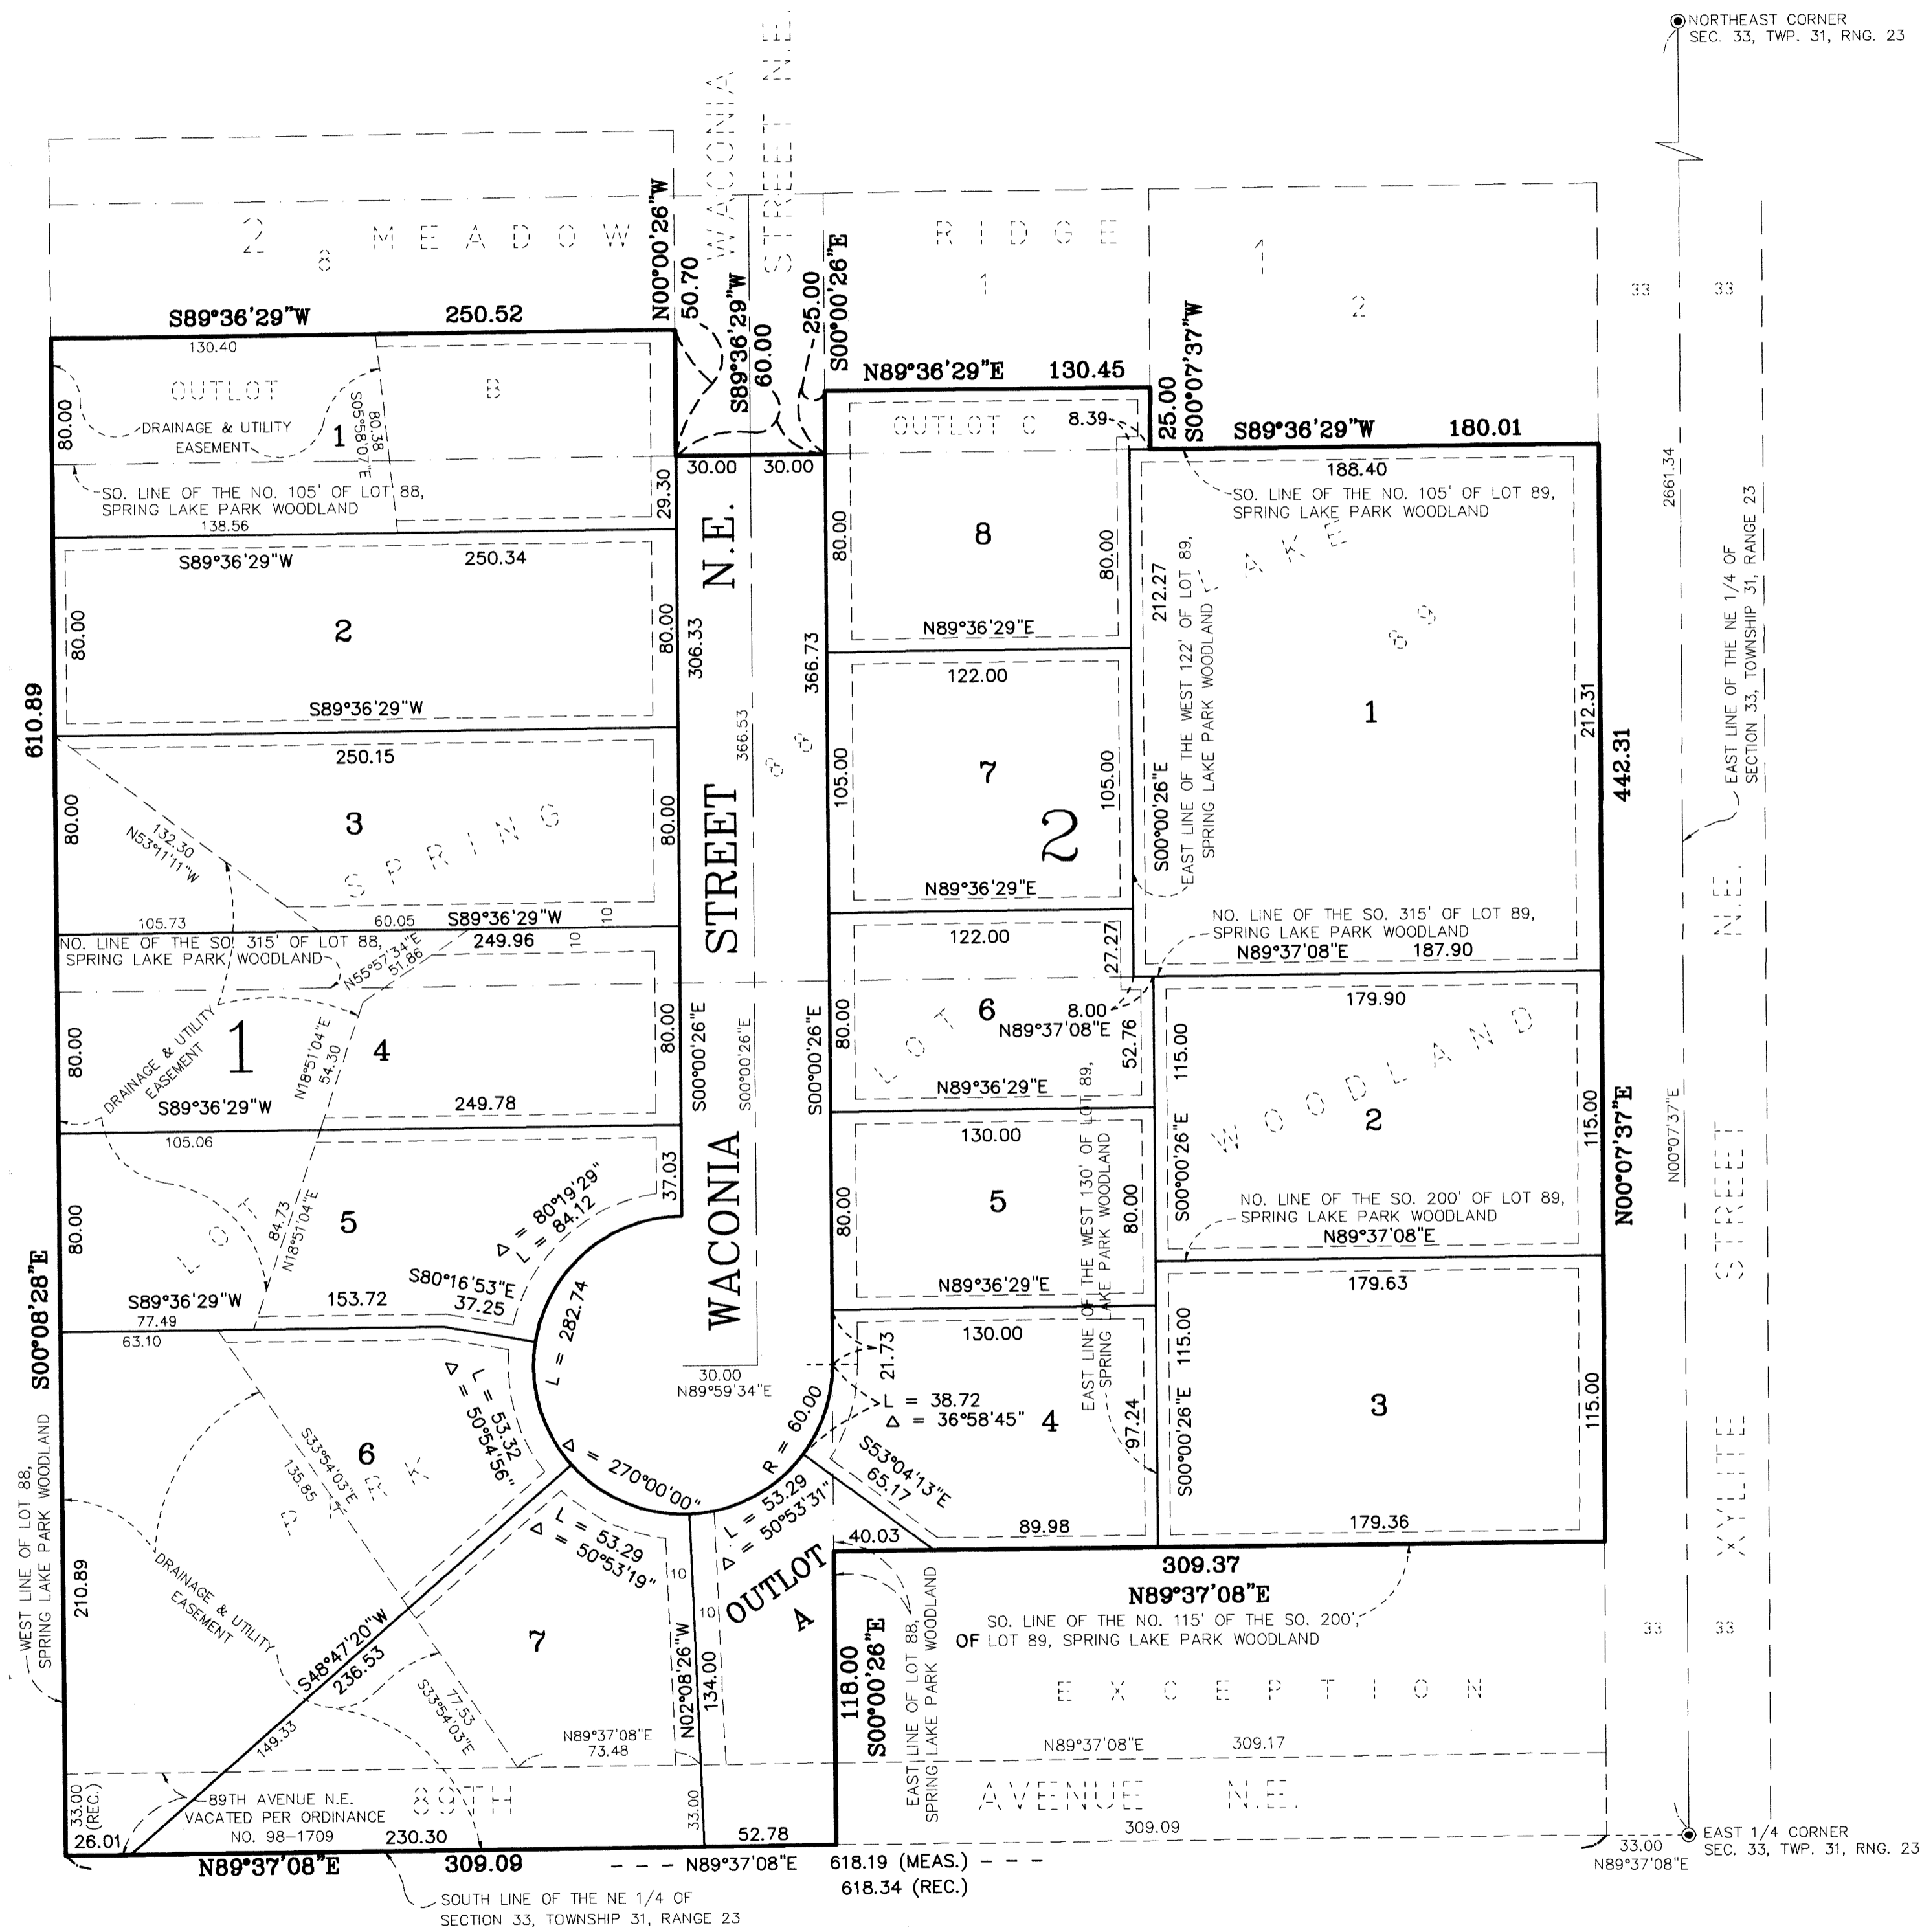 NORTHEAST CORNER
SEC. 33, TWP. 31, RNG. 23
WACONIA
STREET N.E.
2
8
MEADOW
RIDGE
1
1
2
33
33
S89°36'29"W 250.52
130.40
N00°00'26"W
50.70
S89°36'29"W
60.00
25.00
S00°00'26"E
N89°36'29"E 130.45
25.00
S00°07'37"W
S89°36'29"W 180.01
OUTLOT B
80.00
DRAINAGE & UTILITY
EASEMENT
1
S05°58'07"E
80.38
SO. LINE OF THE NO. 105' OF LOT 88,
SPRING LAKE PARK WOODLAND
138.56
29.30
30.00 30.00
OUTLOT C
8.39
188.40
SO. LINE OF THE NO. 105' OF LOT 89,
SPRING LAKE PARK WOODLAND
2661.34
EAST LINE OF THE NE 1/4 OF
SECTION 33, TOWNSHIP 31, RANGE 23
S89°36'29"W 250.34
80.00
2
80.00
S89°36'29"W
306.33
N.E.
366.73
366.53
80.00
8
80.00
N89°36'29"E
212.27
EAST LINE OF THE WEST 122' OF LOT 89,
SPRING LAKE PARK WOODLAND
S00°00'26"E
LAKE
89
1
212.31
442.31
610.89
250.15
80.00
3
80.00
132.30
N53°11'11"W
SPRING
105.73
60.05
S89°36'29"W
10
10
249.96
88
122.00
105.00
7
105.00
2
N89°36'29"E
NO. LINE OF THE SO. 315' OF LOT 88,
SPRING LAKE PARK WOODLAND
N55°57'34"E
51.86
STREET
NO. LINE OF THE SO. 315' OF LOT 89,
SPRING LAKE PARK WOODLAND
N89°37'08"E 187.90
122.00
27.27
8.00
N89°37'08"E
6
80.00
52.76
LOT
N89°36'29"E
80.00
DRAINAGE & UTILITY
EASEMENT
1
4
N18°51'04"E
54.30
80.00
S89°36'29"W 249.78
S00°00'26"E
S00°00'26"E
S00°00'26"E
179.90
115.00
S00°00'26"E
WOODLAND
2
115.00
N00°07'37"E
N00°07'37"E
N.E.
105.06
80.00
5
37.03
84.73
N18°51'04"E
LOT
Δ = 80°19'29"
L = 84.12
S80°16'53"E
37.25
S89°36'29"W 153.72
77.49
63.10
WACONIA
130.00
80.00
5
80.00
N89°36'29"E
EAST LINE OF THE WEST 130' OF LOT 89,
SPRING LAKE PARK WOODLAND
NO. LINE OF THE SO. 200' OF LOT 89,
SPRING LAKE PARK WOODLAND
N89°37'08"E
STREET
S00°08'28"E
L = 282.74
30.00
N89°59'34"E
130.00
21.73
L = 38.72
Δ = 36°58'45"
4
97.24
179.63
115.00
S00°00'26"E
3
115.00
XYLITE
L = 53.32
Δ = 50°54'56"
6
S33°54'03"E
135.85
PARK
Δ = 270°00'00"
R = 60.00
S53°04'13"E
65.17
89.98
179.36
40.03
309.37
N89°37'08"E
WEST LINE OF LOT 88,
SPRING LAKE PARK WOODLAND
210.89
DRAINAGE & UTILITY
EASEMENT
L = 53.29
Δ = 50°53'19"
L = 53.29
Δ = 50°53'31"
10
10
OUTLOT
A
7
S48°47'20"W
236.53
149.33
77.53
S33°54'03"E
N02°08'26"W
134.00
118.00
S00°00'26"E
EAST LINE OF LOT 88,
SPRING LAKE PARK WOODLAND
SO. LINE OF THE NO. 115' OF THE SO. 200',
OF LOT 89, SPRING LAKE PARK WOODLAND
EXCEPTION
33
33
N89°37'08"E
73.48
N89°37'08"E 309.17
33.00
(REC.)
89TH AVENUE N.E.
VACATED PER ORDINANCE
NO. 98-1709
89TH
33.00
AVENUE N.E.
26.01
230.30
52.78
309.09
EAST 1/4 CORNER
SEC. 33, TWP. 31, RNG. 23
33.00
N89°37'08"E
N89°37'08"E 309.09
N89°37'08"E 618.19 (MEAS.)
618.34 (REC.)
SOUTH LINE OF THE NE 1/4 OF
SECTION 33, TOWNSHIP 31, RANGE 23